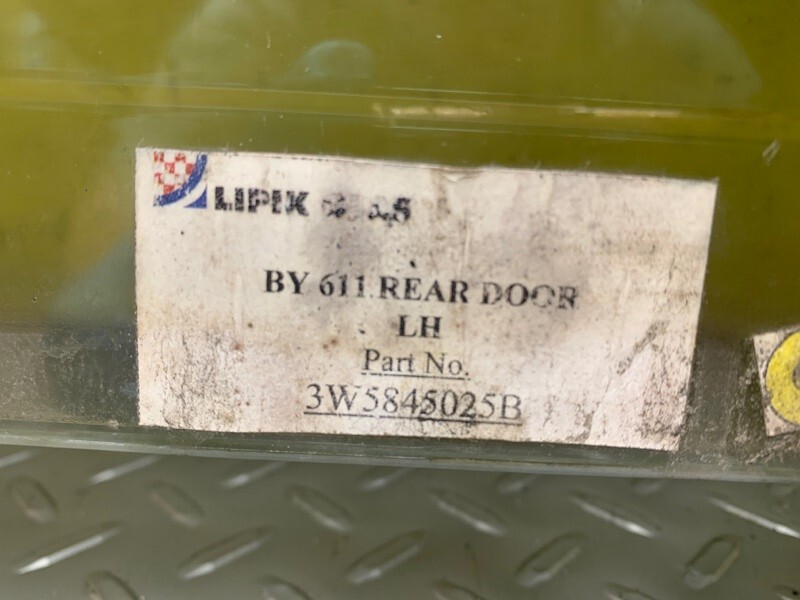 LIPIK
BY 611 REAR DOOR
LH
Part No.
3W5845025B